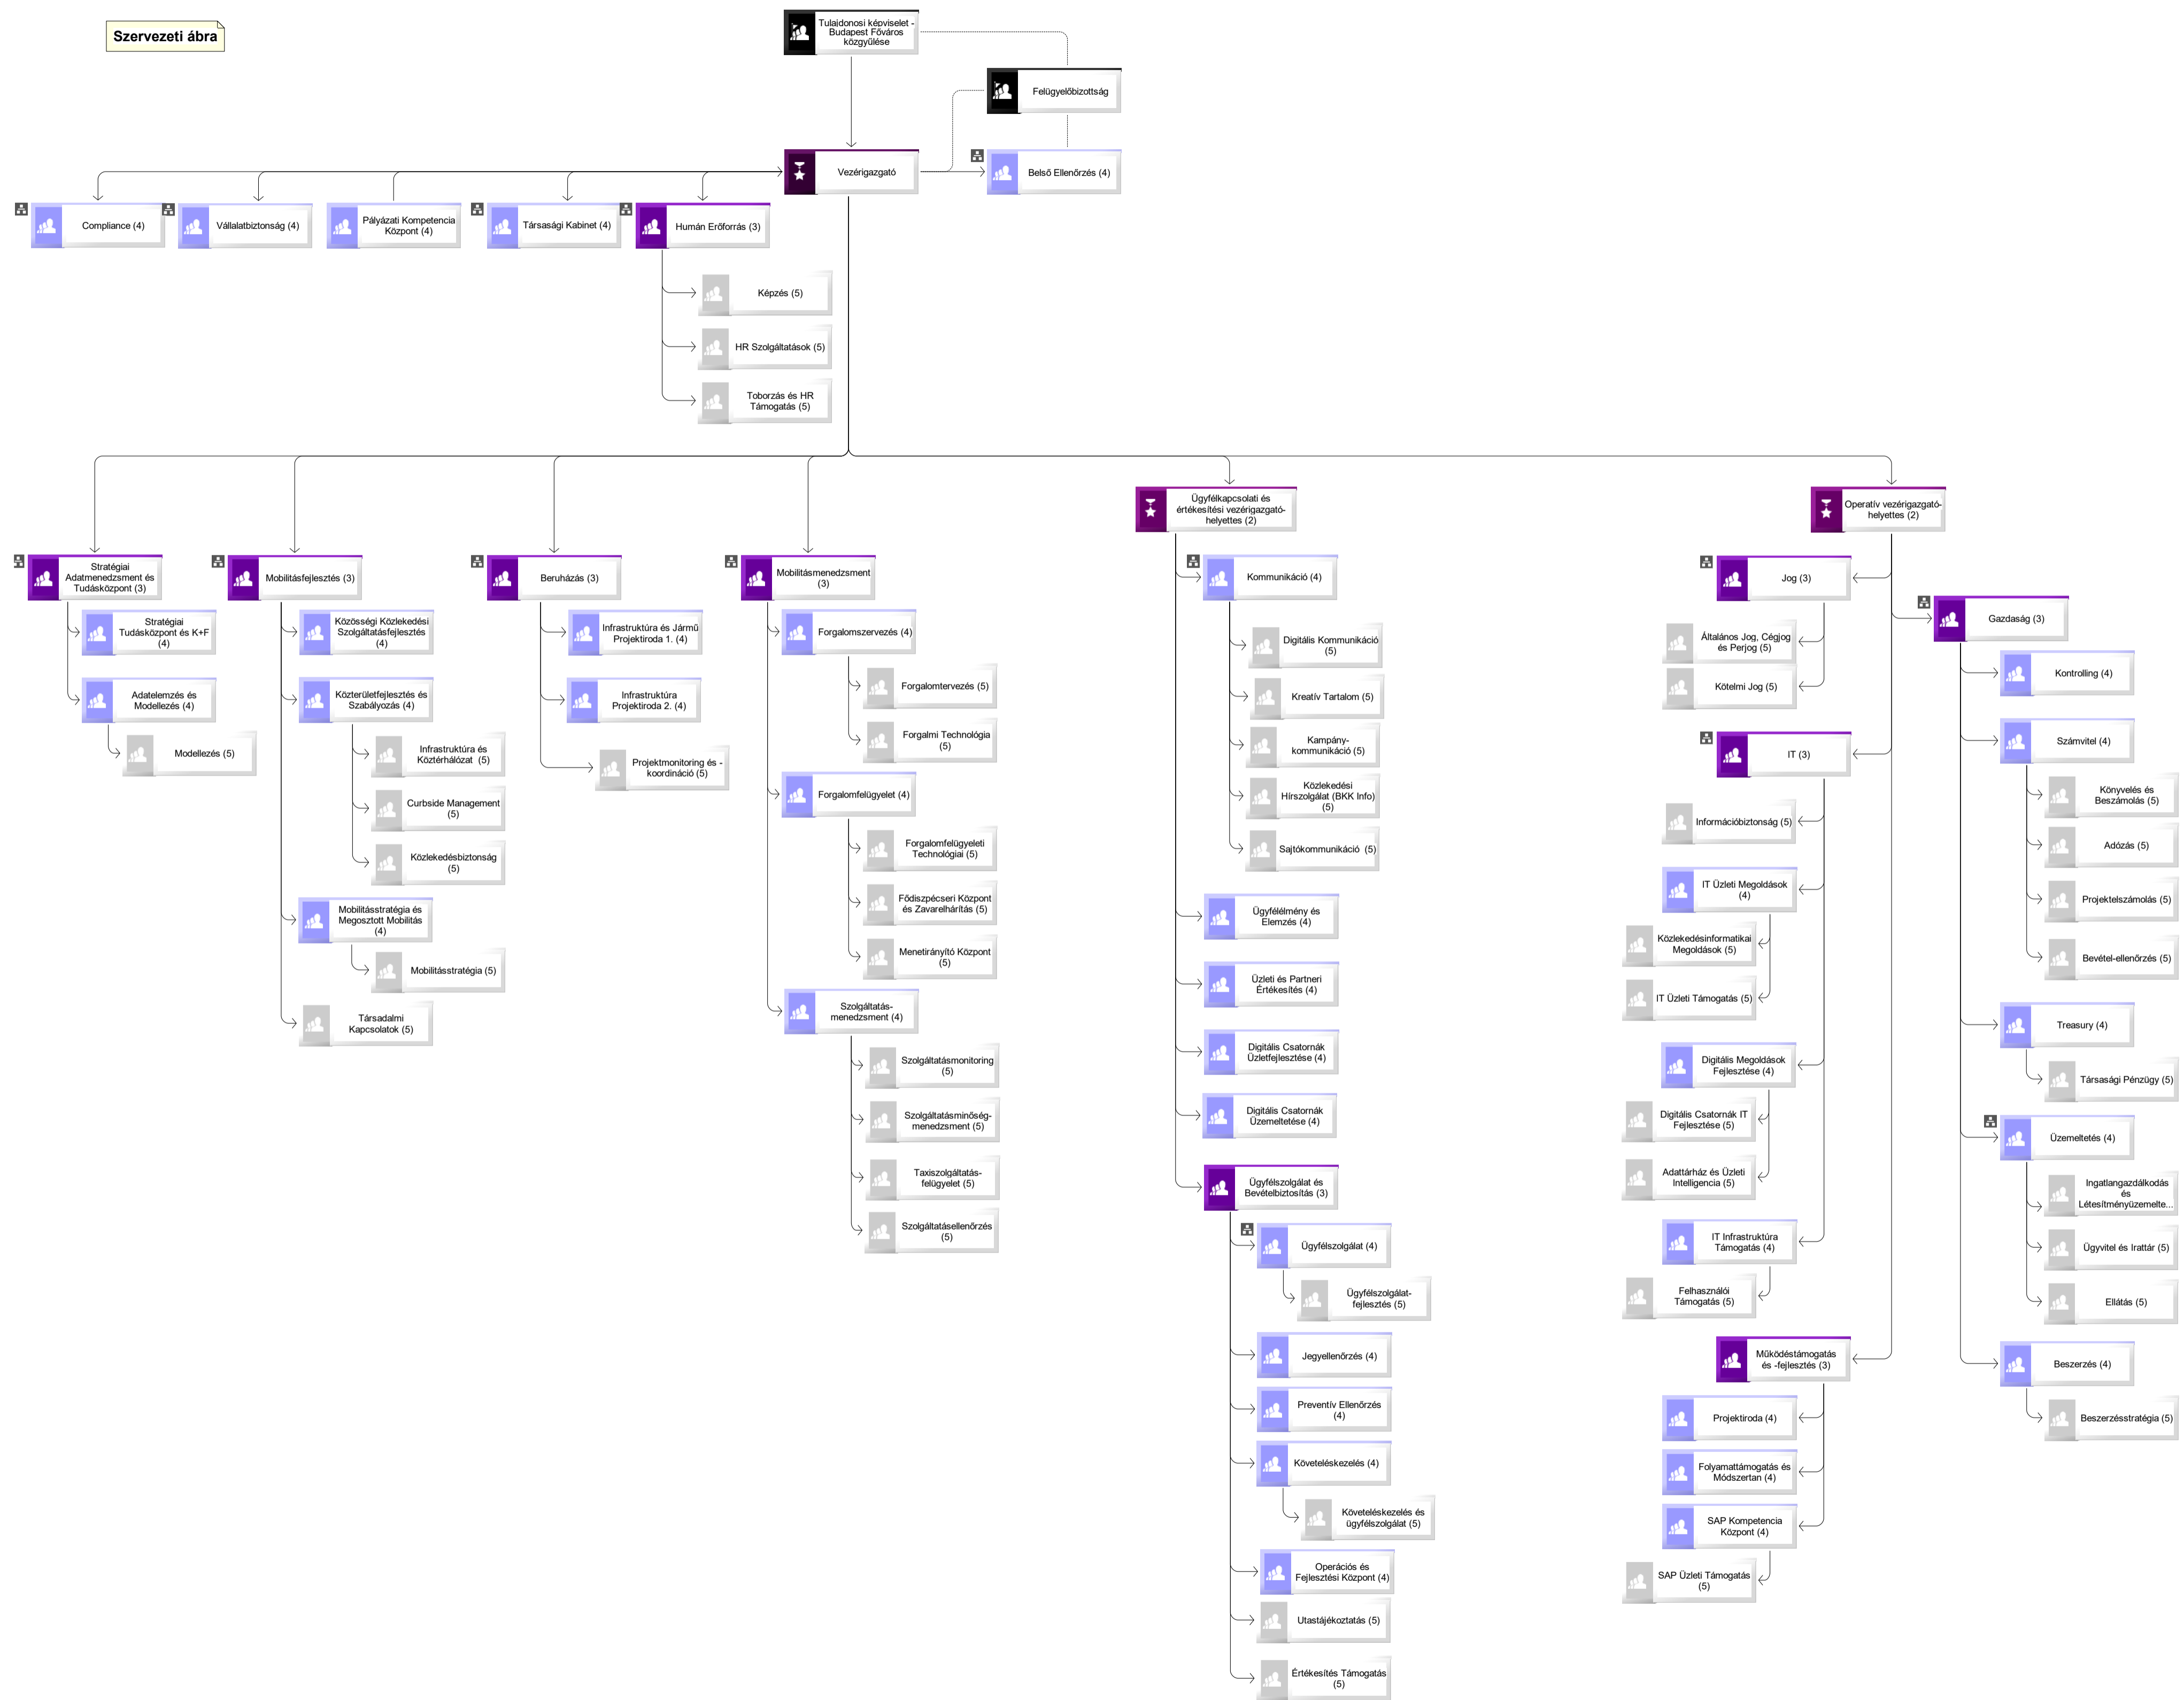 Szervezeti ábra
Tulajdonosi képviselet -
Budapest Főváros
közgyűlése
Felügyelőbizottság
Vezérigazgató
Belső Ellenőrzés (4)
Compliance (4)
Vállalatbiztonság (4)
Pályázati Kompetencia
Központ (4)
Társasági Kabinet (4)
Humán Erőforrás (3)
Képzés (5)
HR Szolgáltatások (5)
Toborzás és HR
Támogatás (5)
Stratégiai
Adatmenedzsment és
Tudásközpont (3)
Stratégiai
Tudásközpont és K+F
(4)
Adatelemzés és
Modellezés (4)
Modellezés (5)
Mobilitásfejlesztés (3)
Közösségi Közlekedési
Szolgáltatásfejlesztés
(4)
Közterületfejlesztés és
Szabályozás (4)
Infrastruktúra és
Köztérhálózat  (5)
Curbside Management
(5)
Közlekedésbiztonság
(5)
Mobilitásstratégia és
Megosztott Mobilitás
(4)
Mobilitásstratégia (5)
Társadalmi
Kapcsolatok (5)
Beruházás (3)
Infrastruktúra és Jármű
Projektiroda 1. (4)
Infrastruktúra
Projektiroda 2. (4)
Projektmonitoring és -
koordináció (5)
Mobilitásmenedzsment
(3)
Forgalomszervezés (4)
Forgalomtervezés (5)
Forgalmi Technológia
(5)
Forgalomfelügyelet (4)
Forgalomfelügyeleti
Technológiai (5)
Fődiszpécseri Központ
és Zavarelhárítás (5)
Menetirányító Központ
(5)
Szolgáltatás-
menedzsment (4)
Szolgáltatásmonitoring
(5)
Szolgáltatásminőség-
menedzsment (5)
Taxiszolgáltatás-
felügyelet (5)
Szolgáltatásellenőrzés
(5)
Ügyfélkapcsolati és
értékesítési vezérigazgató-
helyettes (2)
Kommunikáció (4)
Digitális Kommunikáció
(5)
Kreatív Tartalom (5)
Kampány-
kommunikáció (5)
Közlekedési
Hírszolgálat (BKK Info)
(5)
Sajtókommunikáció  (5)
Ügyfélélmény és
Elemzés (4)
Üzleti és Partneri
Értékesítés (4)
Digitális Csatornák
Üzletfejlesztése (4)
Digitális Csatornák
Üzemeltetése (4)
Ügyfélszolgálat és
Bevételbiztosítás (3)
Ügyfélszolgálat (4)
Ügyfélszolgálat-
fejlesztés (5)
Jegyellenőrzés (4)
Preventív Ellenőrzés
(4)
Követeléskezelés (4)
Követeléskezelés és
ügyfélszolgálat (5)
Operációs és
Fejlesztési Központ (4)
Utastájékoztatás (5)
Értékesítés Támogatás
(5)
Operatív vezérigazgató-
helyettes (2)
Jog (3)
Általános Jog, Cégjog
és Perjog (5)
Kötelmi Jog (5)
IT (3)
Információbiztonság (5)
IT Üzleti Megoldások
(4)
Közlekedésinformatikai
Megoldások (5)
IT Üzleti Támogatás (5)
Digitális Megoldások
Fejlesztése (4)
Digitális Csatornák IT
Fejlesztése (5)
Adattárház és Üzleti
Intelligencia (5)
IT Infrastruktúra
Támogatás (4)
Felhasználói
Támogatás (5)
Működéstámogatás
és -fejlesztés (3)
Projektiroda (4)
Folyamattámogatás és
Módszertan (4)
SAP Kompetencia
Központ (4)
SAP Üzleti Támogatás
(5)
Gazdaság (3)
Kontrolling (4)
Számvitel (4)
Könyvelés és
Beszámolás (5)
Adózás (5)
Projektelszámolás (5)
Bevétel-ellenőrzés (5)
Treasury (4)
Társasági Pénzügy (5)
Üzemeltetés (4)
Ingatlangazdálkodás
és
Létesítményüzemelte...
Ügyvitel és Irattár (5)
Ellátás (5)
Beszerzés (4)
Beszerzésstratégia (5)